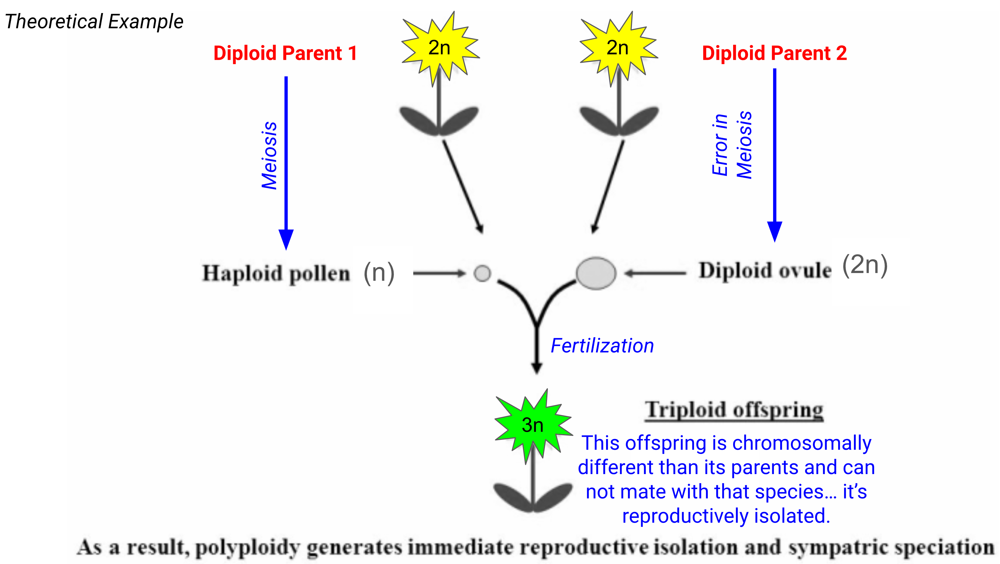 Theoretical Example
2n
2n
Diploid Parent 1
Diploid Parent 2
Meiosis
Error in
Meiosis
Haploid pollen (n)
Diploid ovule (2n)
Fertilization
3n
Triploid offspring
This offspring is chromosomally
different than its parents and can
not mate with that species… it’s
reproductively isolated.
As a result, polyploidy generates immediate reproductive isolation and sympatric speciation